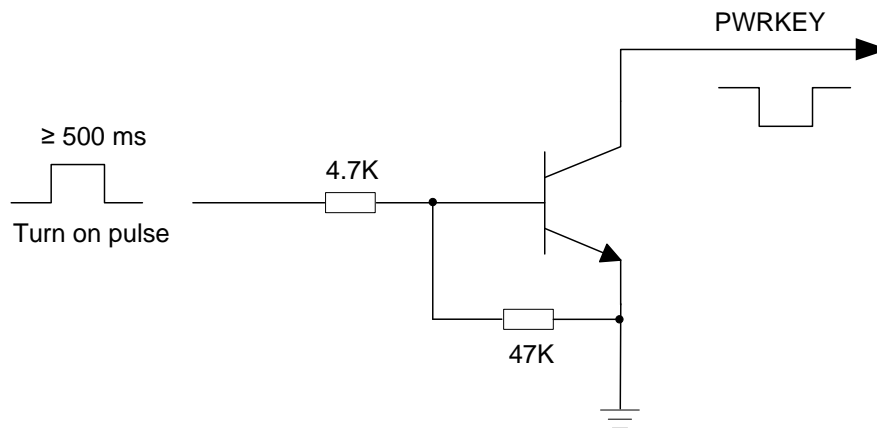 PWRKEY
≥ 500 ms
4.7K
Turn on pulse
47K